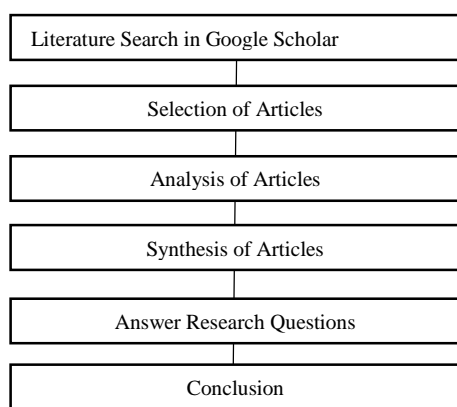 Literature Search in Google Scholar
Selection of Articles
Analysis of Articles
Synthesis of Articles
Answer Research Questions
Conclusion